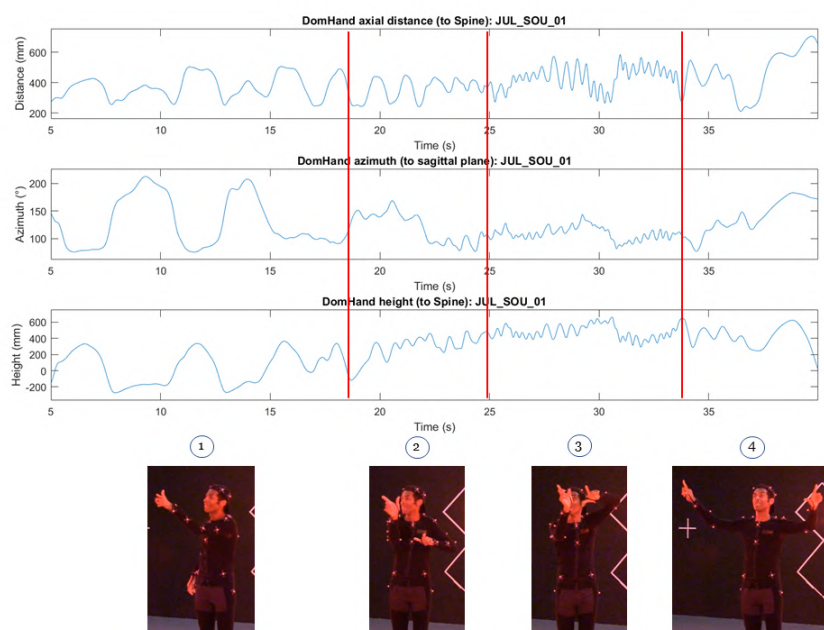 DomHand axial distance (to Spine): JUL_SOU_01
Distance (mm)
600
400
200
5 10 15 20 25 30 35
Time (s)
DomHand azimuth (to sagittal plane): JUL_SOU_01
Azimuth (°)
200
150
100
5 10 15 20 25 30 35
Time (s)
DomHand height (to Spine): JUL_SOU_01
Height (mm)
600
400
200
0
-200
5 10 15 20 25 30 35
Time (s)
1 2 3 4